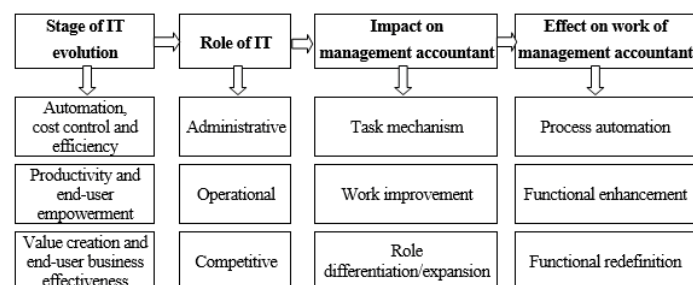 Stage of IT
evolution
Role of IT
Impact on
management accountant
Effect on work of
management accountant
Automation,
cost control and
efficiency
Administrative
Task mechanism
Process automation
Productivity and
end-user
empowerment
Operational
Work improvement
Functional enhancement
Value creation and
end-user business
effectiveness
Competitive
Role
differentiation/expansion
Functional redefinition